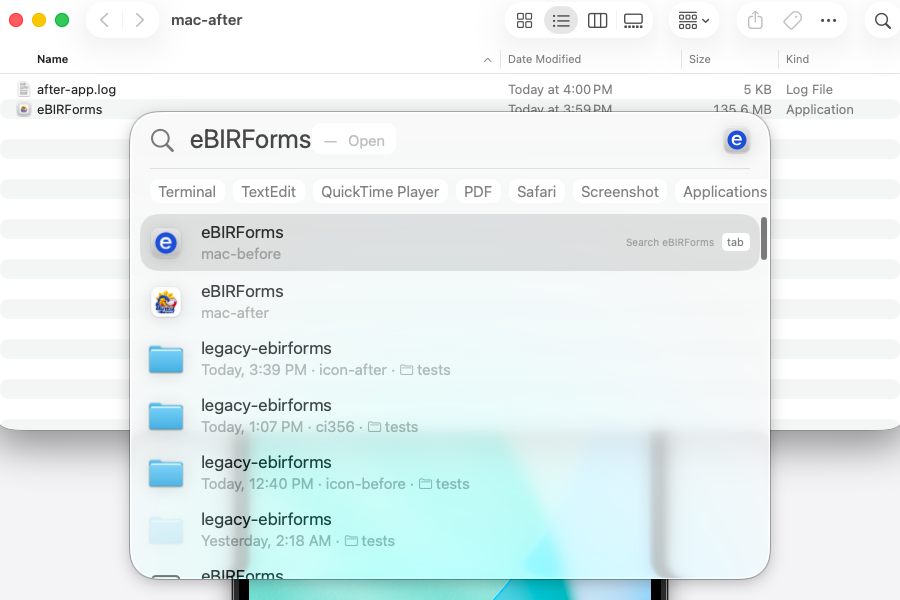 mac-after
Name Date Modified Size Kind
after-app.log Today at 4:00 PM 5 KB Log File
eBIRForms Today at 3:59 PM 135.6 MB Application
eBIRForms — Open
Terminal TextEdit QuickTime Player PDF Safari Screenshot Applications
eBIRForms
mac-before
Search eBIRForms tab
eBIRForms
mac-after
legacy-ebirforms
Today, 3:39 PM · icon-after · tests
legacy-ebirforms
Today, 1:07 PM · ci356 · tests
legacy-ebirforms
Today, 12:40 PM · icon-before · tests
legacy-ebirforms
Yesterday, 2:18 AM · tests
eBIRForms